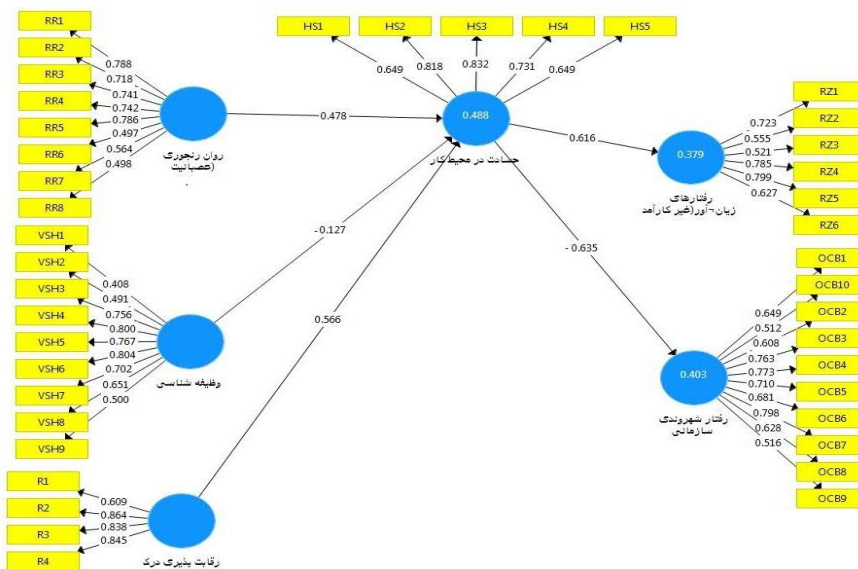 RR1
RR2
RR3
RR4
RR5
RR6
RR7
RR8
0.788
0.718
0.741
0.742
0.786
0.497
0.564
0.498
روان رنجوری
(عصبانیت
.
VSH1
VSH2
VSH3
VSH4
VSH5
VSH6
VSH7
VSH8
VSH9
0.408
0.491
0.756
0.800
0.767
0.804
0.702
0.651
0.500
وظیفه شناسی
R1
R2
R3
R4
0.609
0.864
0.838
0.845
رقابت پذیری درک
0.478
-0.127
0.566
HS1
HS2
HS3
HS4
HS5
0.649
0.818
0.832
0.731
0.649
0.488
حسادت در محیط کار
0.616
-0.635
RZ1
RZ2
RZ3
RZ4
RZ5
RZ6
0.723
0.555
0.521
0.785
0.799
0.627
0.379
رفتارهای
زیان¬آور(غیر کارآمد
OCB1
OCB10
OCB2
OCB3
OCB4
OCB5
OCB6
OCB7
OCB8
OCB9
0.649
0.512
0.608
0.763
0.773
0.710
0.681
0.798
0.628
0.516
0.403
رفتار شهروندی
سازمانی